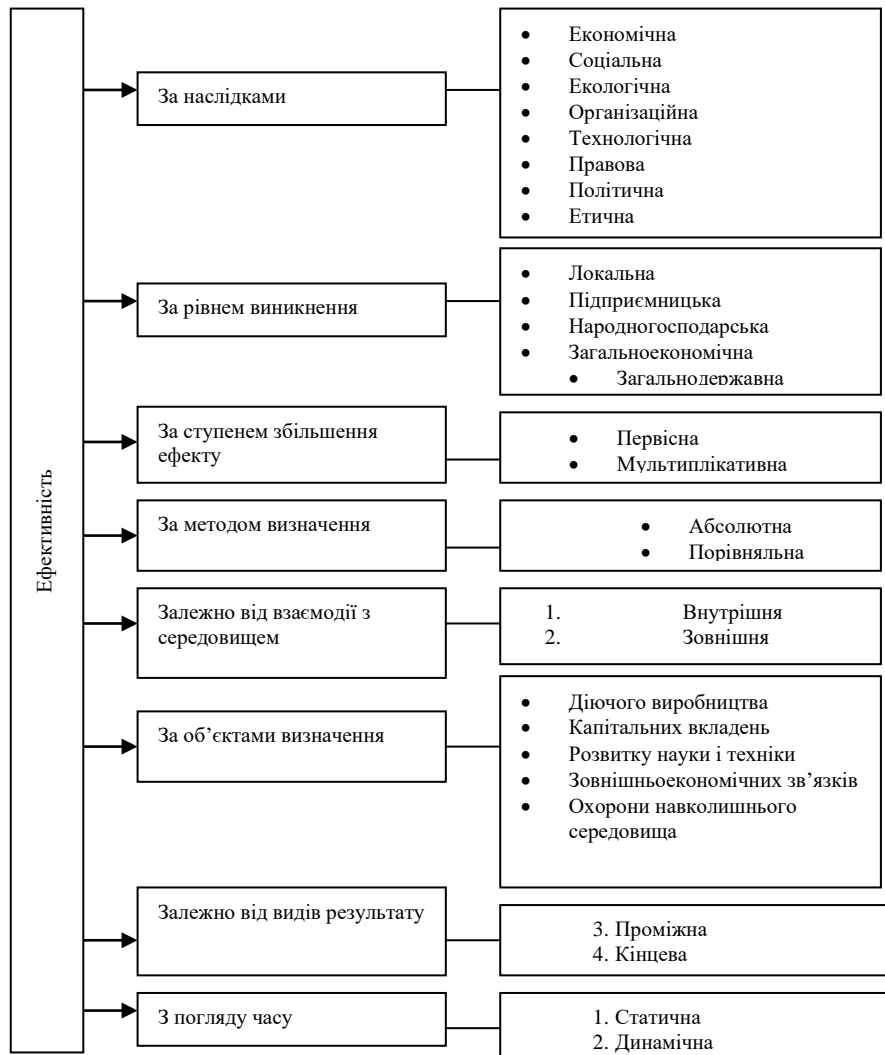 Ефективність
За наслідками
• Економічна
• Соціальна
• Екологічна
• Організаційна
• Технологічна
• Правова
• Політична
• Етична
За рівнем виникнення
• Локальна
• Підприємницька
• Народногосподарська
• Загальноекономічна
• Загальнодержавна
За ступенем збільшення
ефекту
• Первісна
• Мультиплікативна
За методом визначення
• Абсолютна
• Порівняльна
Залежно від взаємодії з
середовищем
1. Внутрішня
2. Зовнішня
За об’єктами визначення
• Діючого виробництва
• Капітальних вкладень
• Розвитку науки і техніки
• Зовнішньоекономічних зв’язків
• Охорони навколишнього
середовища
Залежно від видів результату
3. Проміжна
4. Кінцева
З погляду часу
1. Статична
2. Динамічна